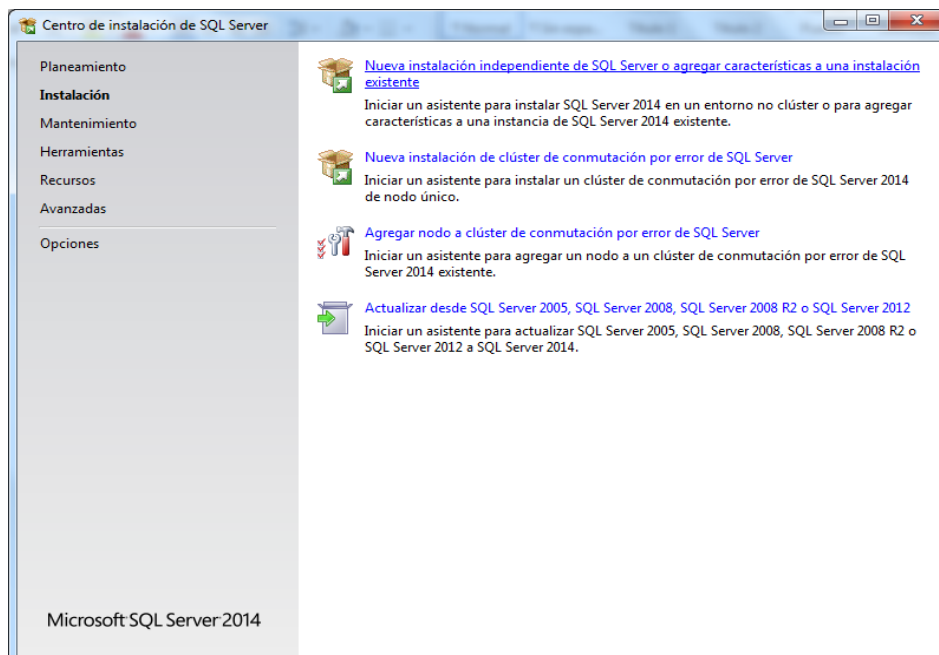 Centro de instalación de SQL Server
Planeamiento
Instalación
Mantenimiento
Herramientas
Recursos
Avanzadas
Opciones
Microsoft SQL Server 2014
Nueva instalación independiente de SQL Server o agregar características a una instalación
existente
Iniciar un asistente para instalar SQL Server 2014 en un entorno no clúster o para agregar
características a una instancia de SQL Server 2014 existente.
Nueva instalación de clúster de conmutación por error de SQL Server
Iniciar un asistente para instalar un clúster de conmutación por error de SQL Server 2014
de nodo único.
Agregar nodo a clúster de conmutación por error de SQL Server
Iniciar un asistente para agregar un nodo a un clúster de conmutación por error de SQL
Server 2014 existente.
Actualizar desde SQL Server 2005, SQL Server 2008, SQL Server 2008 R2 o SQL Server 2012
Iniciar un asistente para actualizar SQL Server 2005, SQL Server 2008, SQL Server 2008 R2 o
SQL Server 2012 a SQL Server 2014.